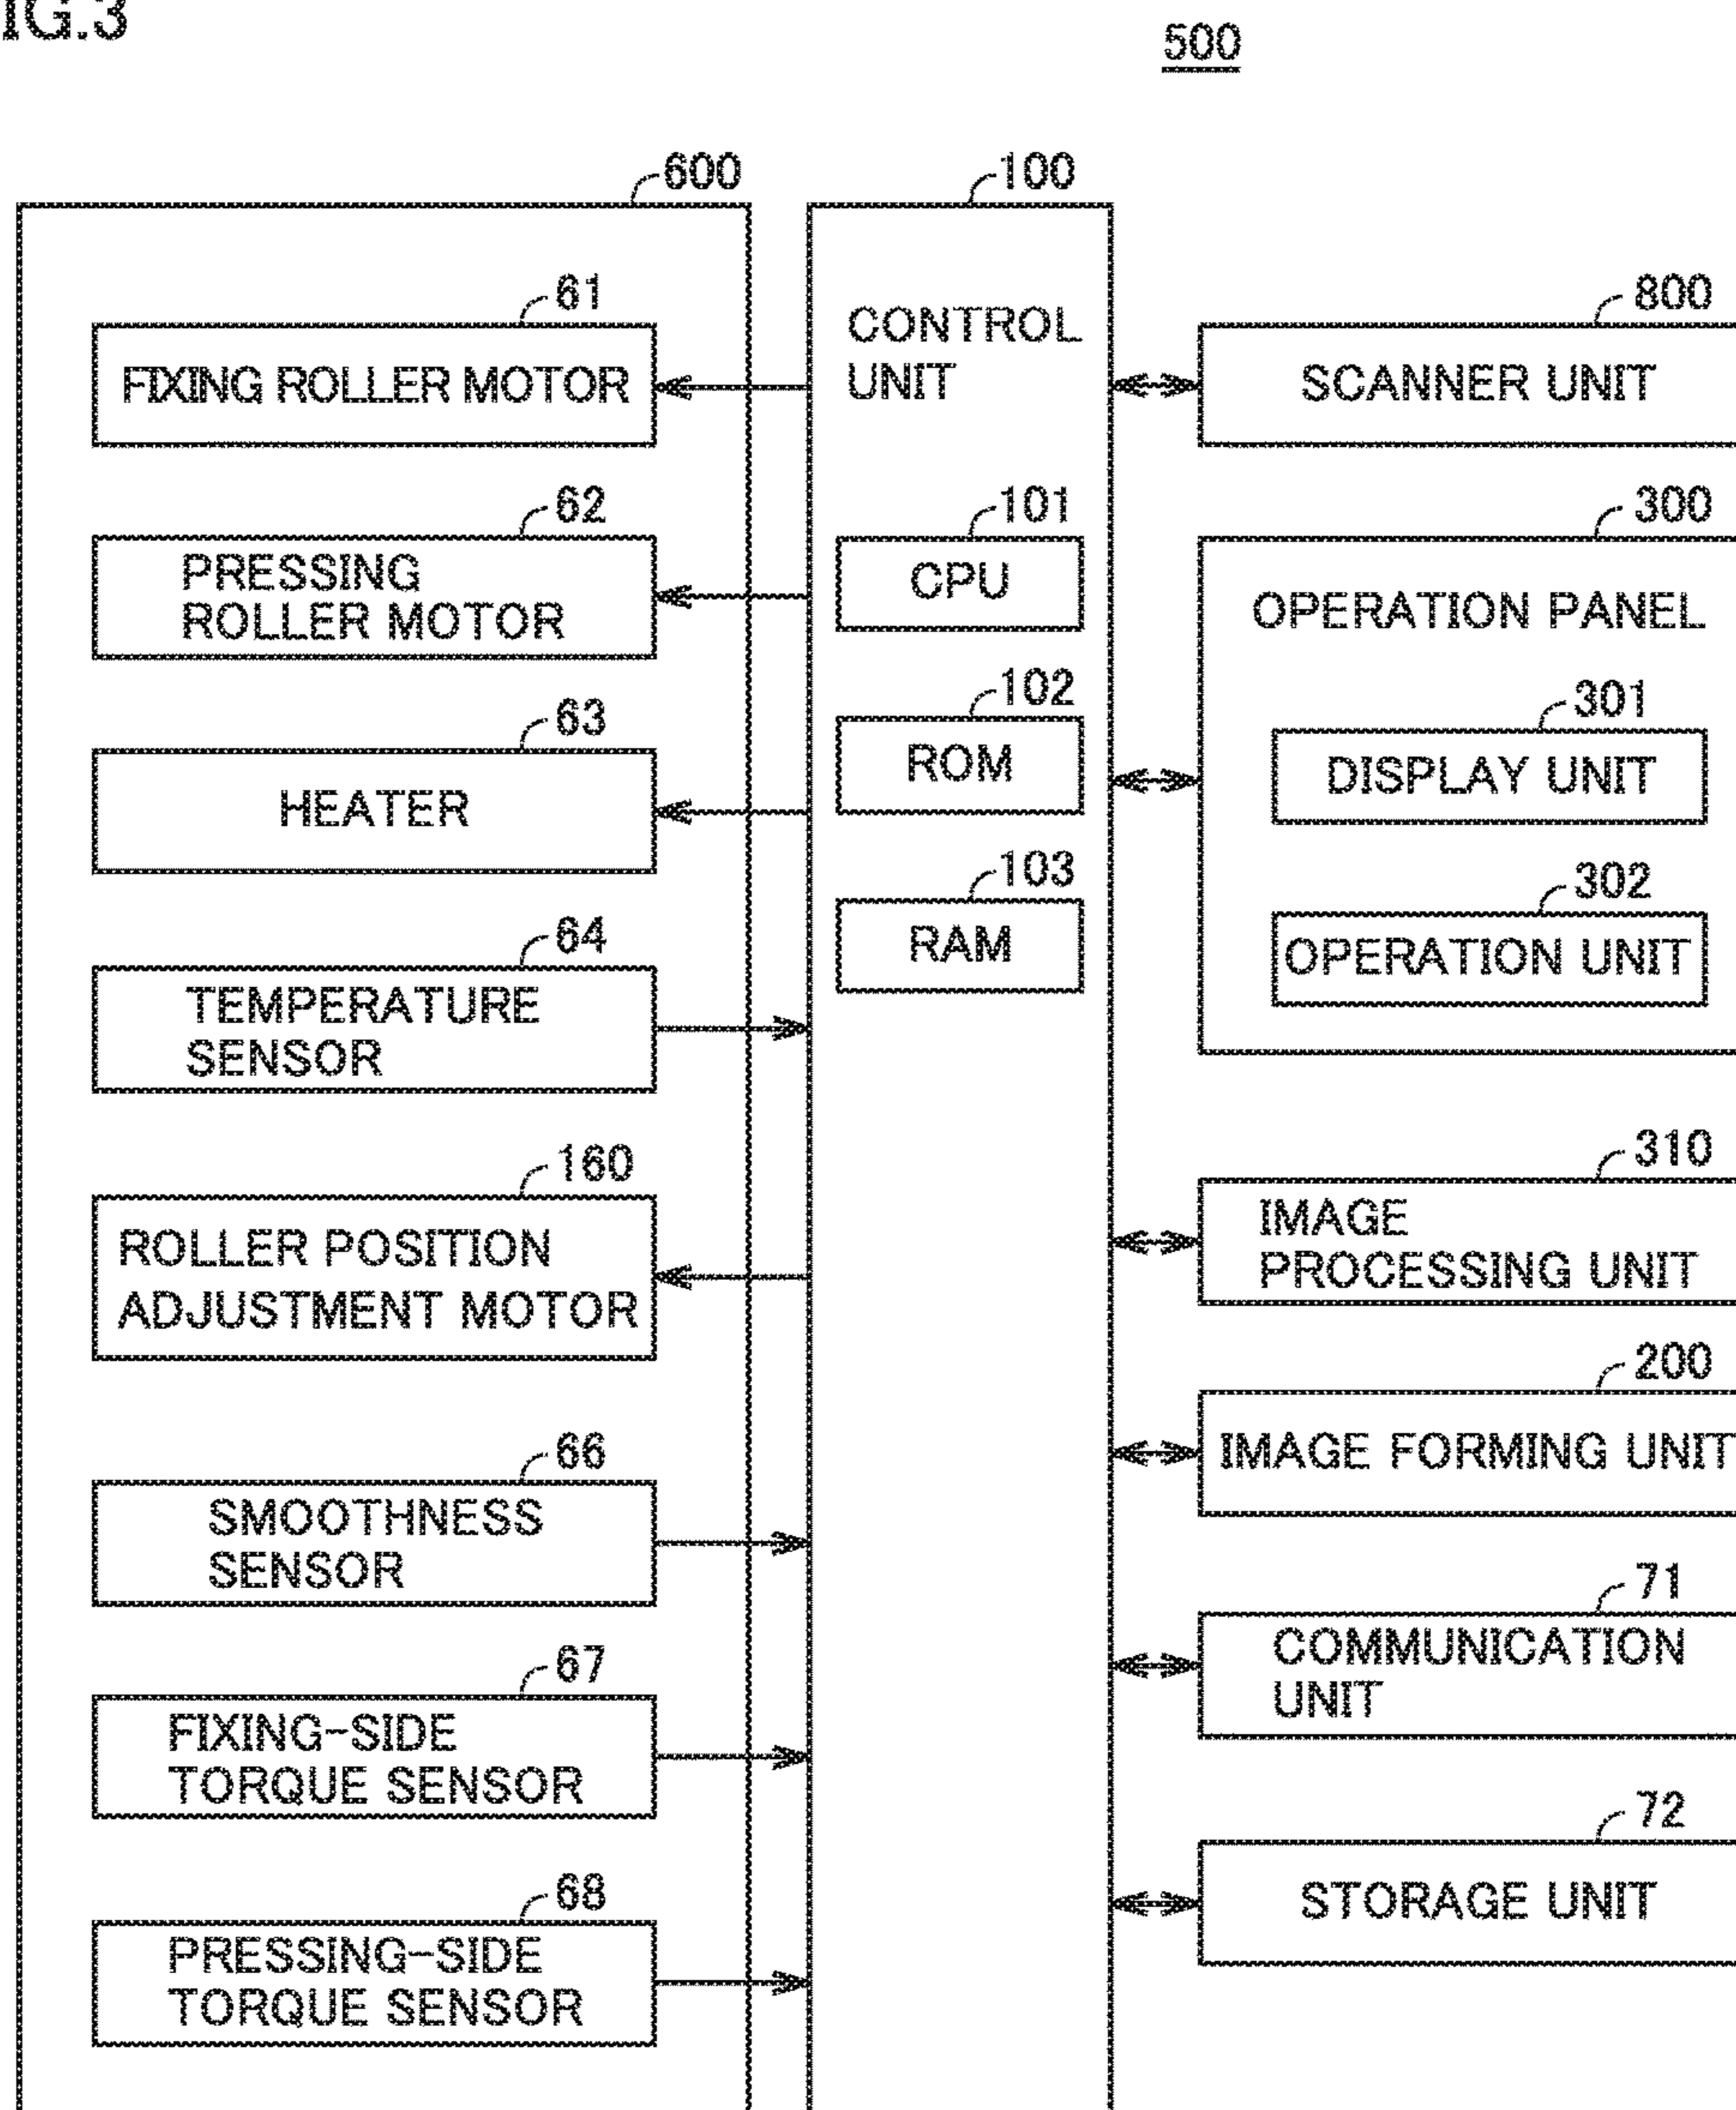 IG.3
500
600
61
FIXING ROLLER MOTOR
62
PRESSING
ROLLER MOTOR
63
HEATER
64
TEMPERATURE
SENSOR
160
ROLLER POSITION
ADJUSTMENT MOTOR
66
SMOOTHNESS
SENSOR
67
FIXING-SIDE
TORQUE SENSOR
68
PRESSING-SIDE
TORQUE SENSOR
100
CONTROL
UNIT
101
CPU
102
ROM
103
RAM
800
SCANNER UNIT
300
OPERATION PANEL
301
DISPLAY UNIT
302
OPERATION UNIT
310
IMAGE
PROCESSING UNIT
200
IMAGE FORMING UNIT
71
COMMUNICATION
UNIT
72
STORAGE UNIT